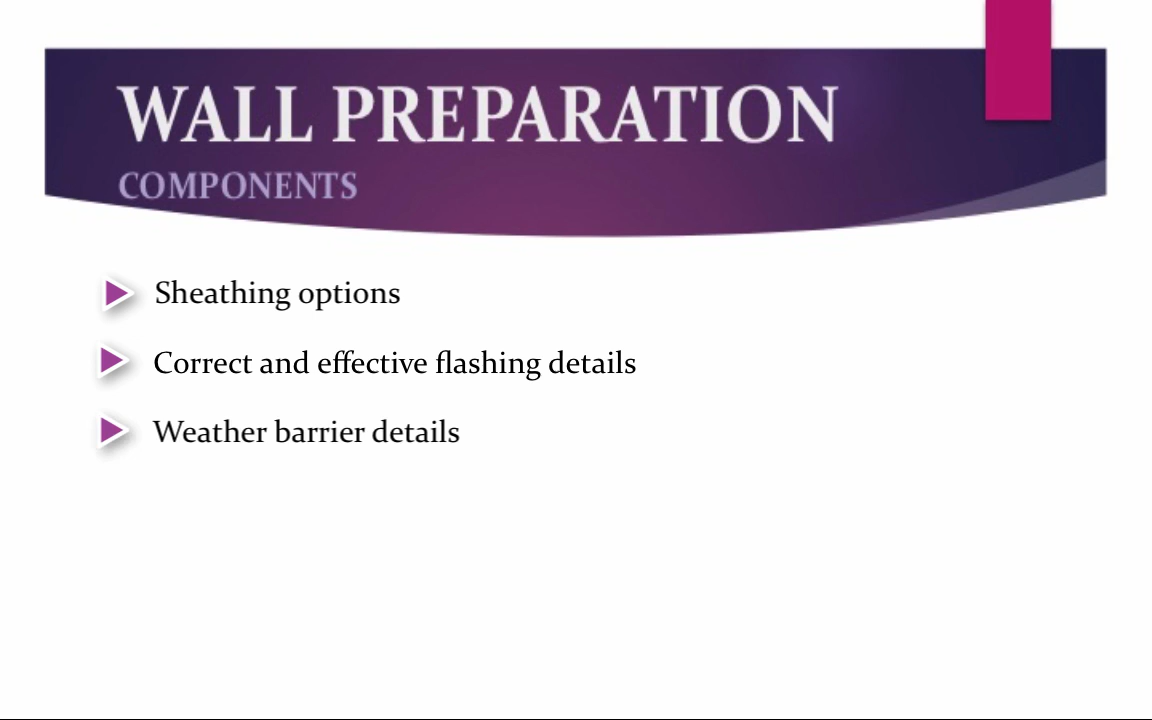 WALL PREPARATION
COMPONENTS
Sheathing options
Correct and effective flashing details
Weather barrier details